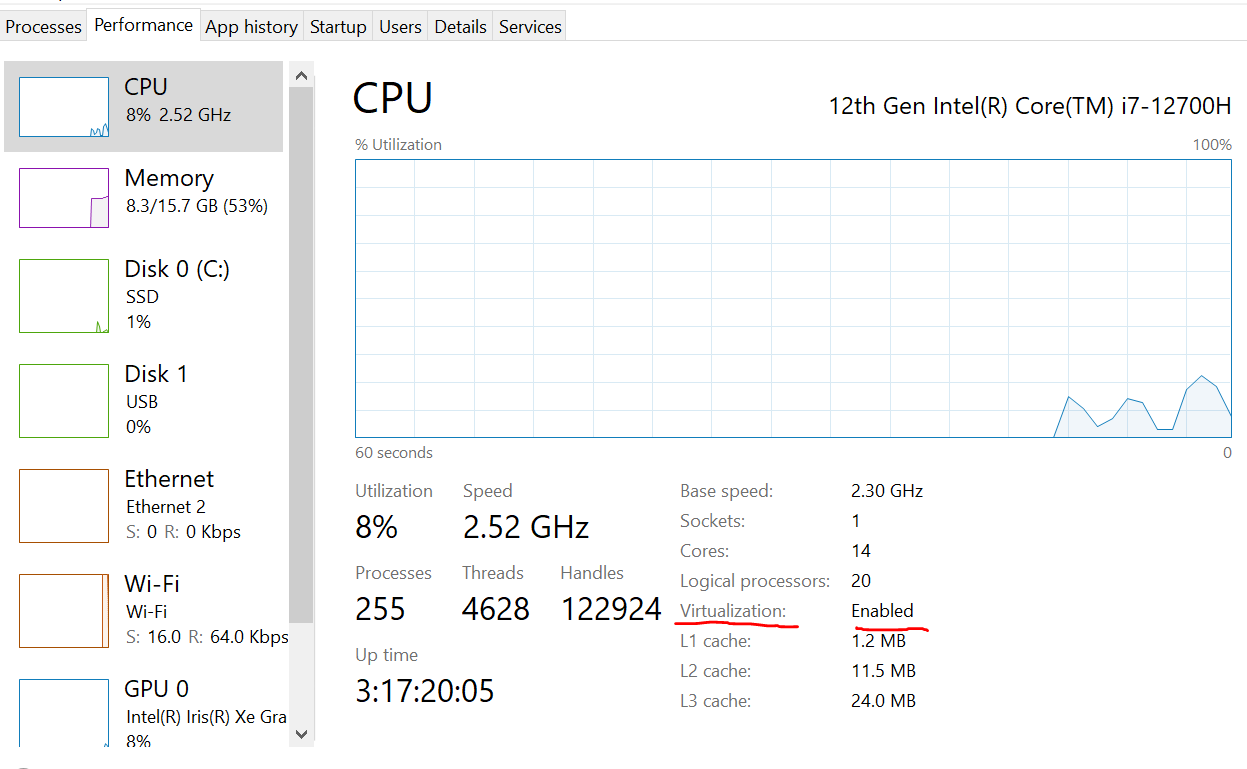 Processes Performance App history Startup Users Details Services
CPU
8% 2.52 GHz
Memory
8.3/15.7 GB (53%)
Disk 0 (C:)
SSD
1%
Disk 1
USB
0%
Ethernet
Ethernet 2
S: 0 R: 0 Kbps
Wi-Fi
Wi-Fi
S: 16.0 R: 64.0 Kbps
GPU 0
Intel(R) Iris(R) Xe Gra
8%
CPU 12th Gen Intel(R) Core(TM) i7-12700H
% Utilization 100%
60 seconds 0
Utilization Speed
8% 2.52 GHz
Processes Threads Handles
255 4628 122924
Up time
3:17:20:05
Base speed: 2.30 GHz
Sockets: 1
Cores: 14
Logical processors: 20
Virtualization: Enabled
L1 cache: 1.2 MB
L2 cache: 11.5 MB
L3 cache: 24.0 MB